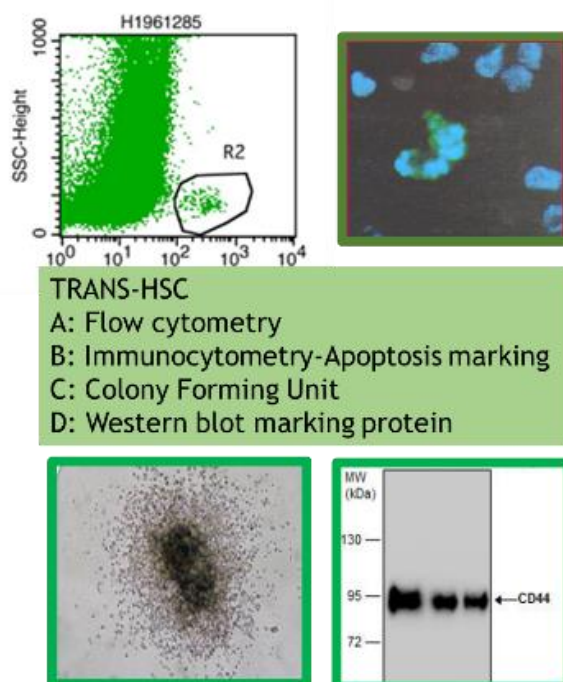 H1961285
1000
SSC-Height
R2
0
10⁰ 10¹ 10² 10³ 10⁴
TRANS-HSC
A: Flow cytometry
B: Immunocytometry-Apoptosis marking
C: Colony Forming Unit
D: Western blot marking protein
MW
(kDa)
130
95
CD44
72